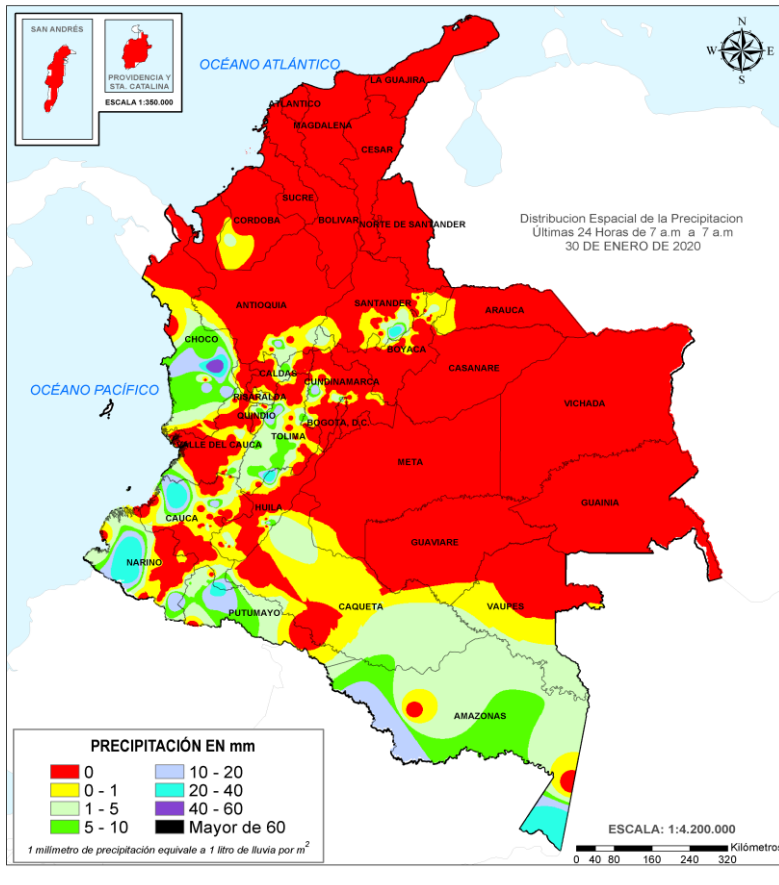 SAN ANDRÉS
PROVIDENCIA Y
STA. CATALINA
ESCALA 1:350.000
OCÉANO ATLÁNTICO
N
W
E
S
LA GUAJIRA
ATLANTICO
MAGDALENA
CESAR
SUCRE
CORDOBA
BOLIVAR
NORTE DE SANTANDER
Distribucion Espacial de la Precipitacion
Últimas 24 Horas de 7 a.m a 7 a.m
30 DE ENERO DE 2020
ANTIOQUIA
SANTANDER
ARAUCA
CHOCO
BOYACA
CALDAS
CUNDINAMARCA
CASANARE
OCÉANO PACÍFICO
RISARALDA
VICHADA
QUINDIO
BOGOTA, D.C.
TOLIMA
VALLE DEL CAUCA
META
GUAINIA
HUILA
CAUCA
GUAVIARE
NARINO
PUTUMAYO
CAQUETA
VAUPES
AMAZONAS
PRECIPITACIÓN EN mm
0
10 - 20
0 - 1
20 - 40
1 - 5
40 - 60
5 - 10
Mayor de 60
1 milímetro de precipitación equivale a 1 litro de lluvia por m2
ESCALA: 1:4.200.000
Kilómetros
0 40 80 160 240 320